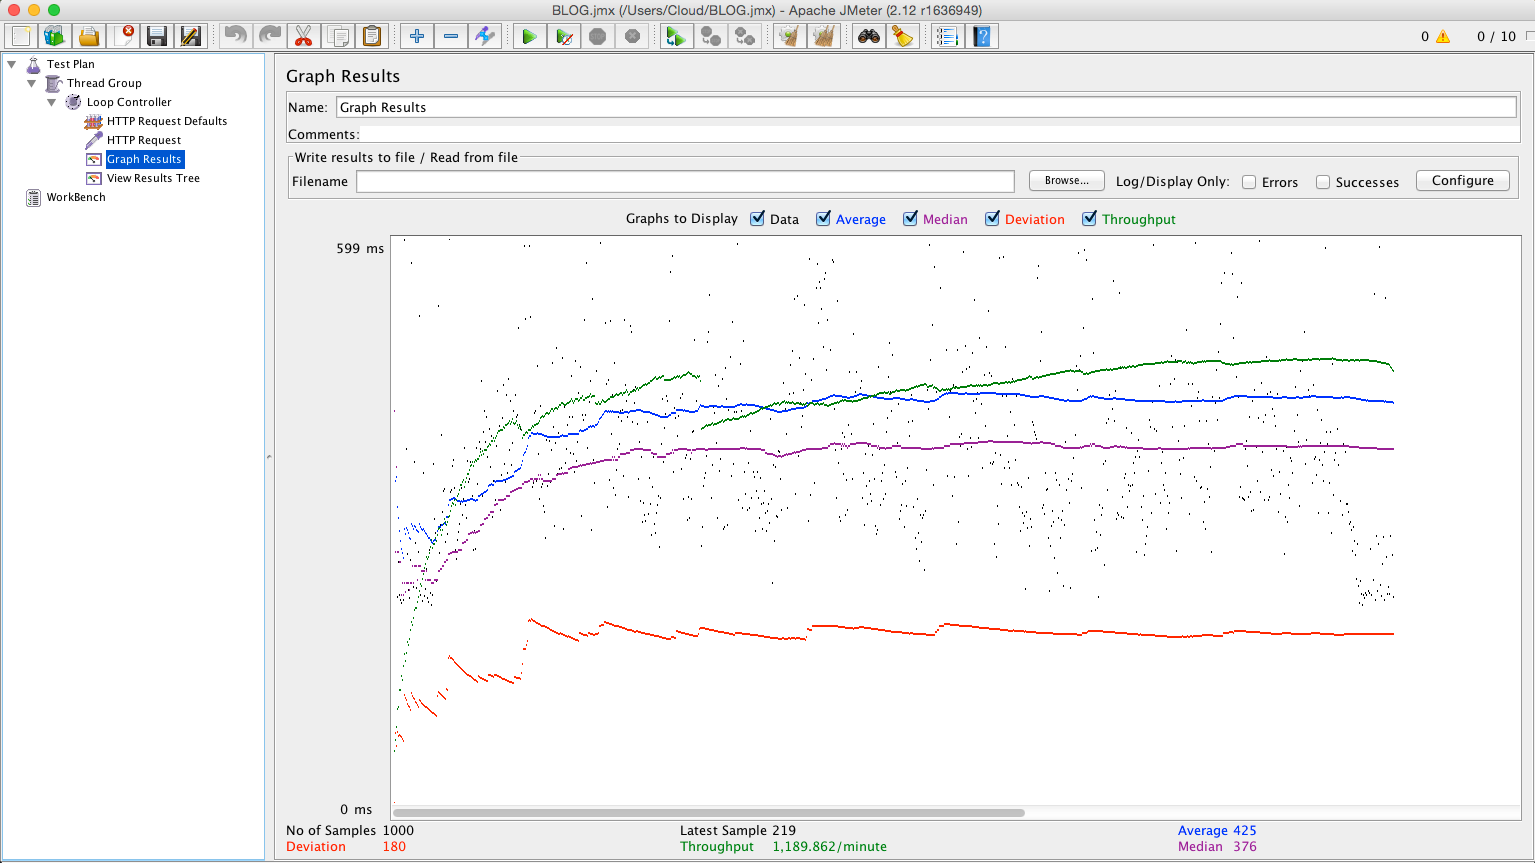 BLOG.jmx (/Users/Cloud/BLOG.jmx) - Apache JMeter (2.12 r1636949)
0 0 / 10
Test Plan
Thread Group
Loop Controller
HTTP Request Defaults
HTTP Request
Graph Results
View Results Tree
WorkBench
Graph Results
Name: Graph Results
Comments:
Write results to file / Read from file
Filename Browse... Log/Display Only: Errors Successes Configure
Graphs to Display Data Average Median Deviation Throughput
599 ms
0 ms
No of Samples 1000 Latest Sample 219 Average 425
Deviation 180 Throughput 1,189.862/minute Median 376